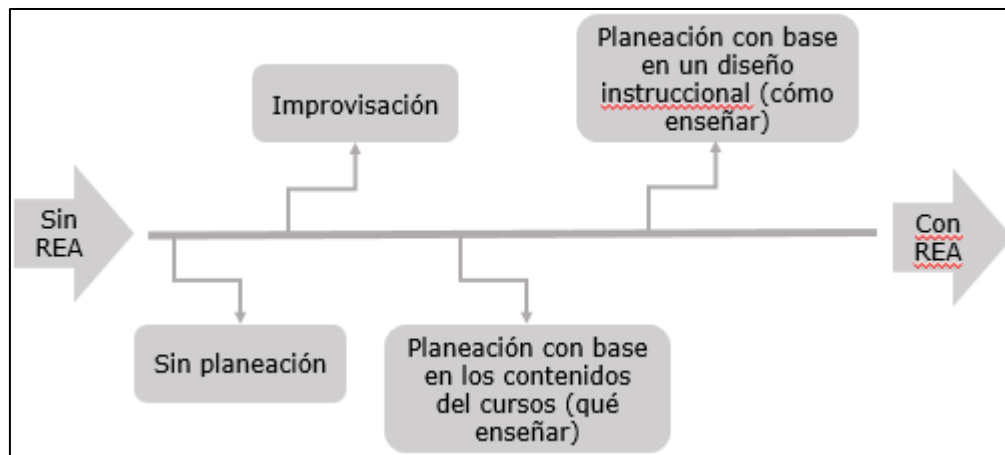 Planeación con base
en un diseño
instruccional (cómo
enseñar)
Improvisación
Sin
REA
Con
REA
Sin planeación
Planeación con base
en los contenidos
del cursos (qué
enseñar)